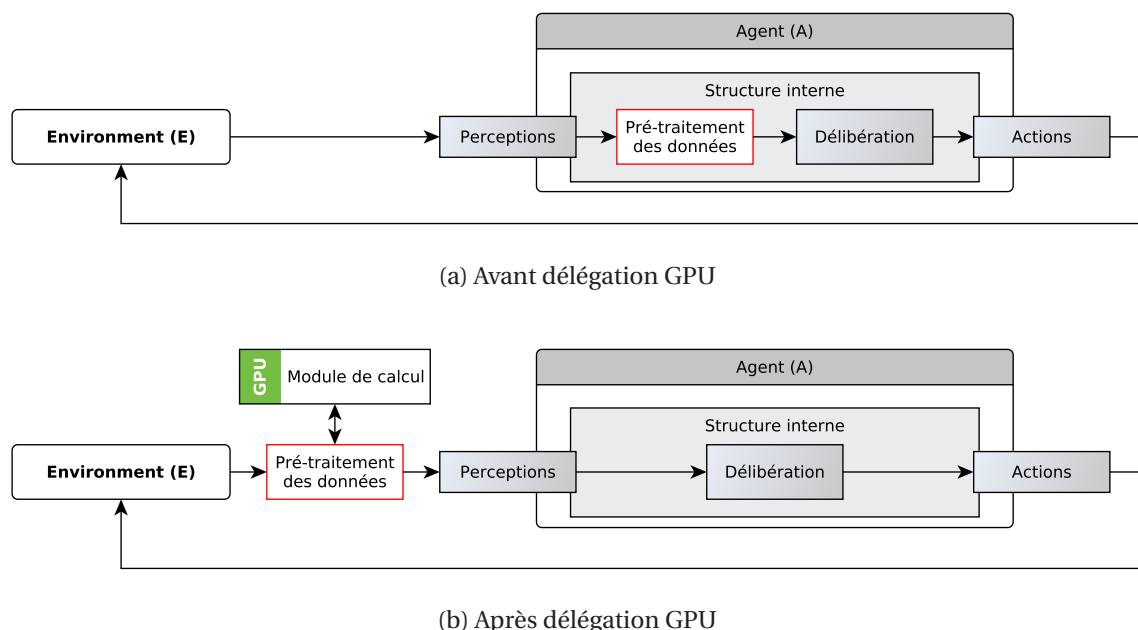 Agent (A)
Structure interne
Environment (E)
Perceptions
Pré-traitement
des données
Délibération
Actions
(a) Avant délégation GPU
GPU
Module de calcul
Agent (A)
Structure interne
Environment (E)
Pré-traitement
des données
Perceptions
Délibération
Actions
(b) Après délégation GPU